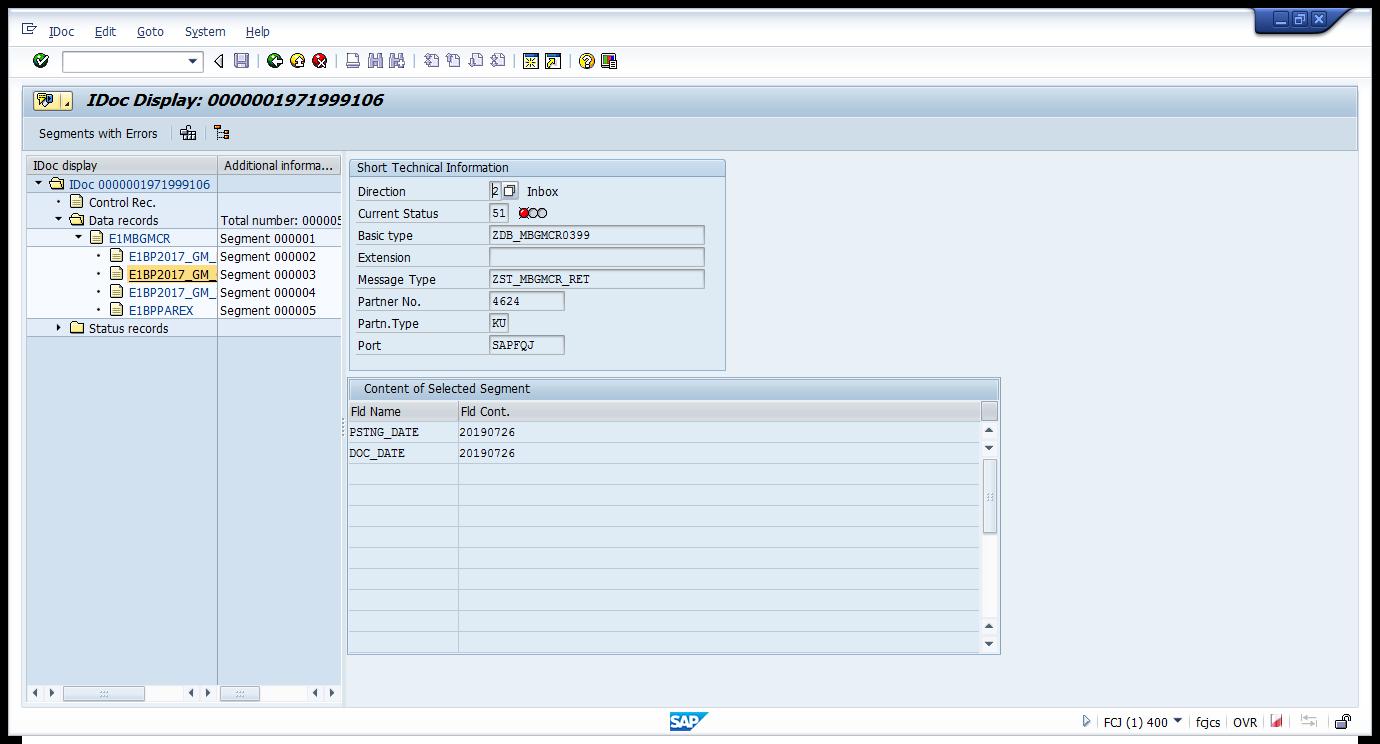 IDoc Edit Goto System Help
IDoc Display: 0000001971999106
Segments with Errors
IDoc display Additional informa...
IDoc 0000001971999106
Control Rec.
Data records Total number: 000005
E1MBGMCR Segment 000001
E1BP2017_GM_ Segment 000002
E1BP2017_GM_ Segment 000003
E1BP2017_GM_ Segment 000004
E1BPPAREX Segment 000005
Status records
Short Technical Information
Direction 2 Inbox
Current Status 51
Basic type ZDB_MBGMCR0399
Extension
Message Type ZST_MBGMCR_RET
Partner No. 4624
Partn.Type KU
Port SAPFQJ
Content of Selected Segment
Fld Name Fld Cont.
PSTNG_DATE 20190726
DOC_DATE 20190726
SAP
FCJ (1) 400 fcjcs OVR